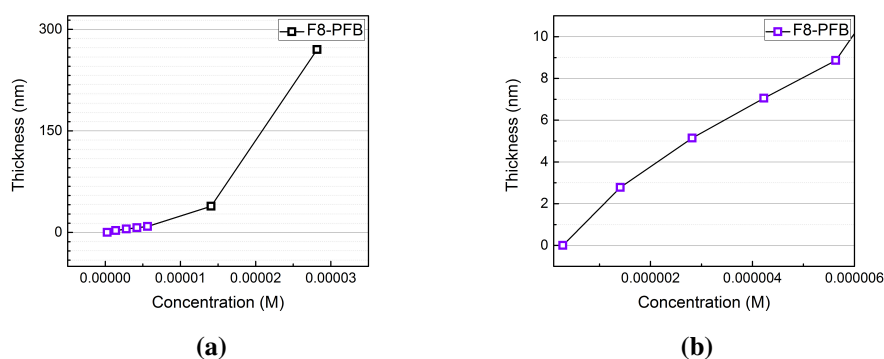 F8-PFB
300
150
0
Thickness (nm)
0.00000
0.00001
0.00002
0.00003
Concentration (M)
(a)
F8-PFB
10
8
6
4
2
0
Thickness (nm)
0.000002
0.000004
0.000006
Concentration (M)
(b)